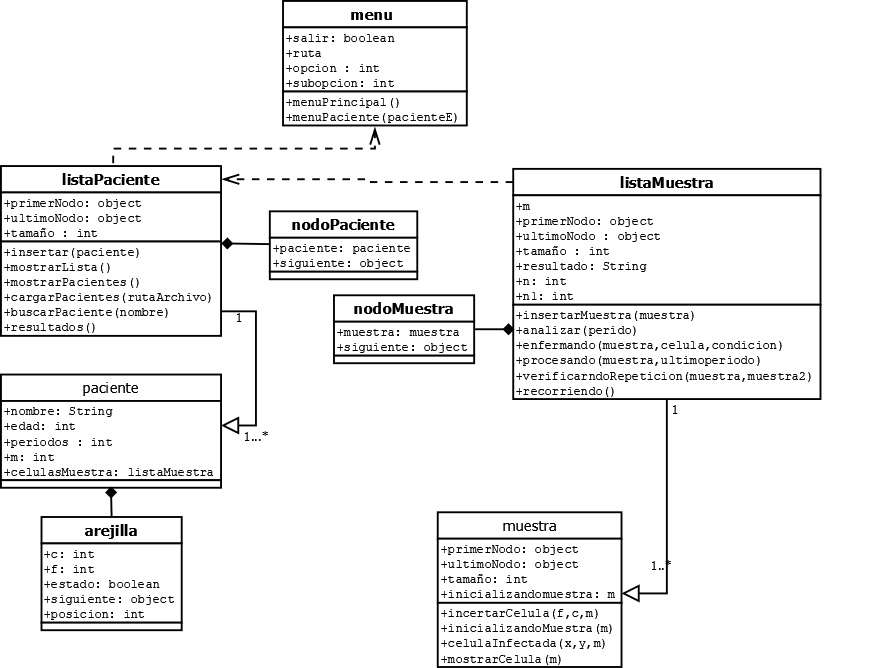 menu
+salir: boolean
+ruta
+opcion : int
+subopcion: int
+menuPrincipal()
+menuPaciente(pacienteE)
listaPaciente
+primerNodo: object
+ultimoNodo: object
+tamaño : int
+insertar(paciente)
+mostrarLista()
+mostrarPacientes()
+cargarPacientes(rutaArchivo)
+buscarPaciente(nombre)
+resultados()
nodoPaciente
+paciente: paciente
+siguiente: object
listaMuestra
+m
+primerNodo: object
+ultimoNodo : object
+tamaño : int
+resultado: String
+n: int
+n1: int
+insertarMuestra(muestra)
+analizar(perido)
+enfermando(muestra,celula,condicion)
+procesando(muestra,ultimoperiodo)
+verificarndoRepeticion(muestra,muestra2)
+recorriendo()
nodoMuestra
+muestra: muestra
+siguiente: object
1
1...*
paciente
+nombre: String
+edad: int
+periodos : int
+m: int
+celulasMuestra: listaMuestra
arejilla
+c: int
+f: int
+estado: boolean
+siguiente: object
+posicion: int
1
1..*
muestra
+primerNodo: object
+ultimoNodo: object
+tamaño: int
+inicializandomuestra: m
+incertarCelula(f,c,m)
+inicializandoMuestra(m)
+celulaInfectada(x,y,m)
+mostrarCelula(m)